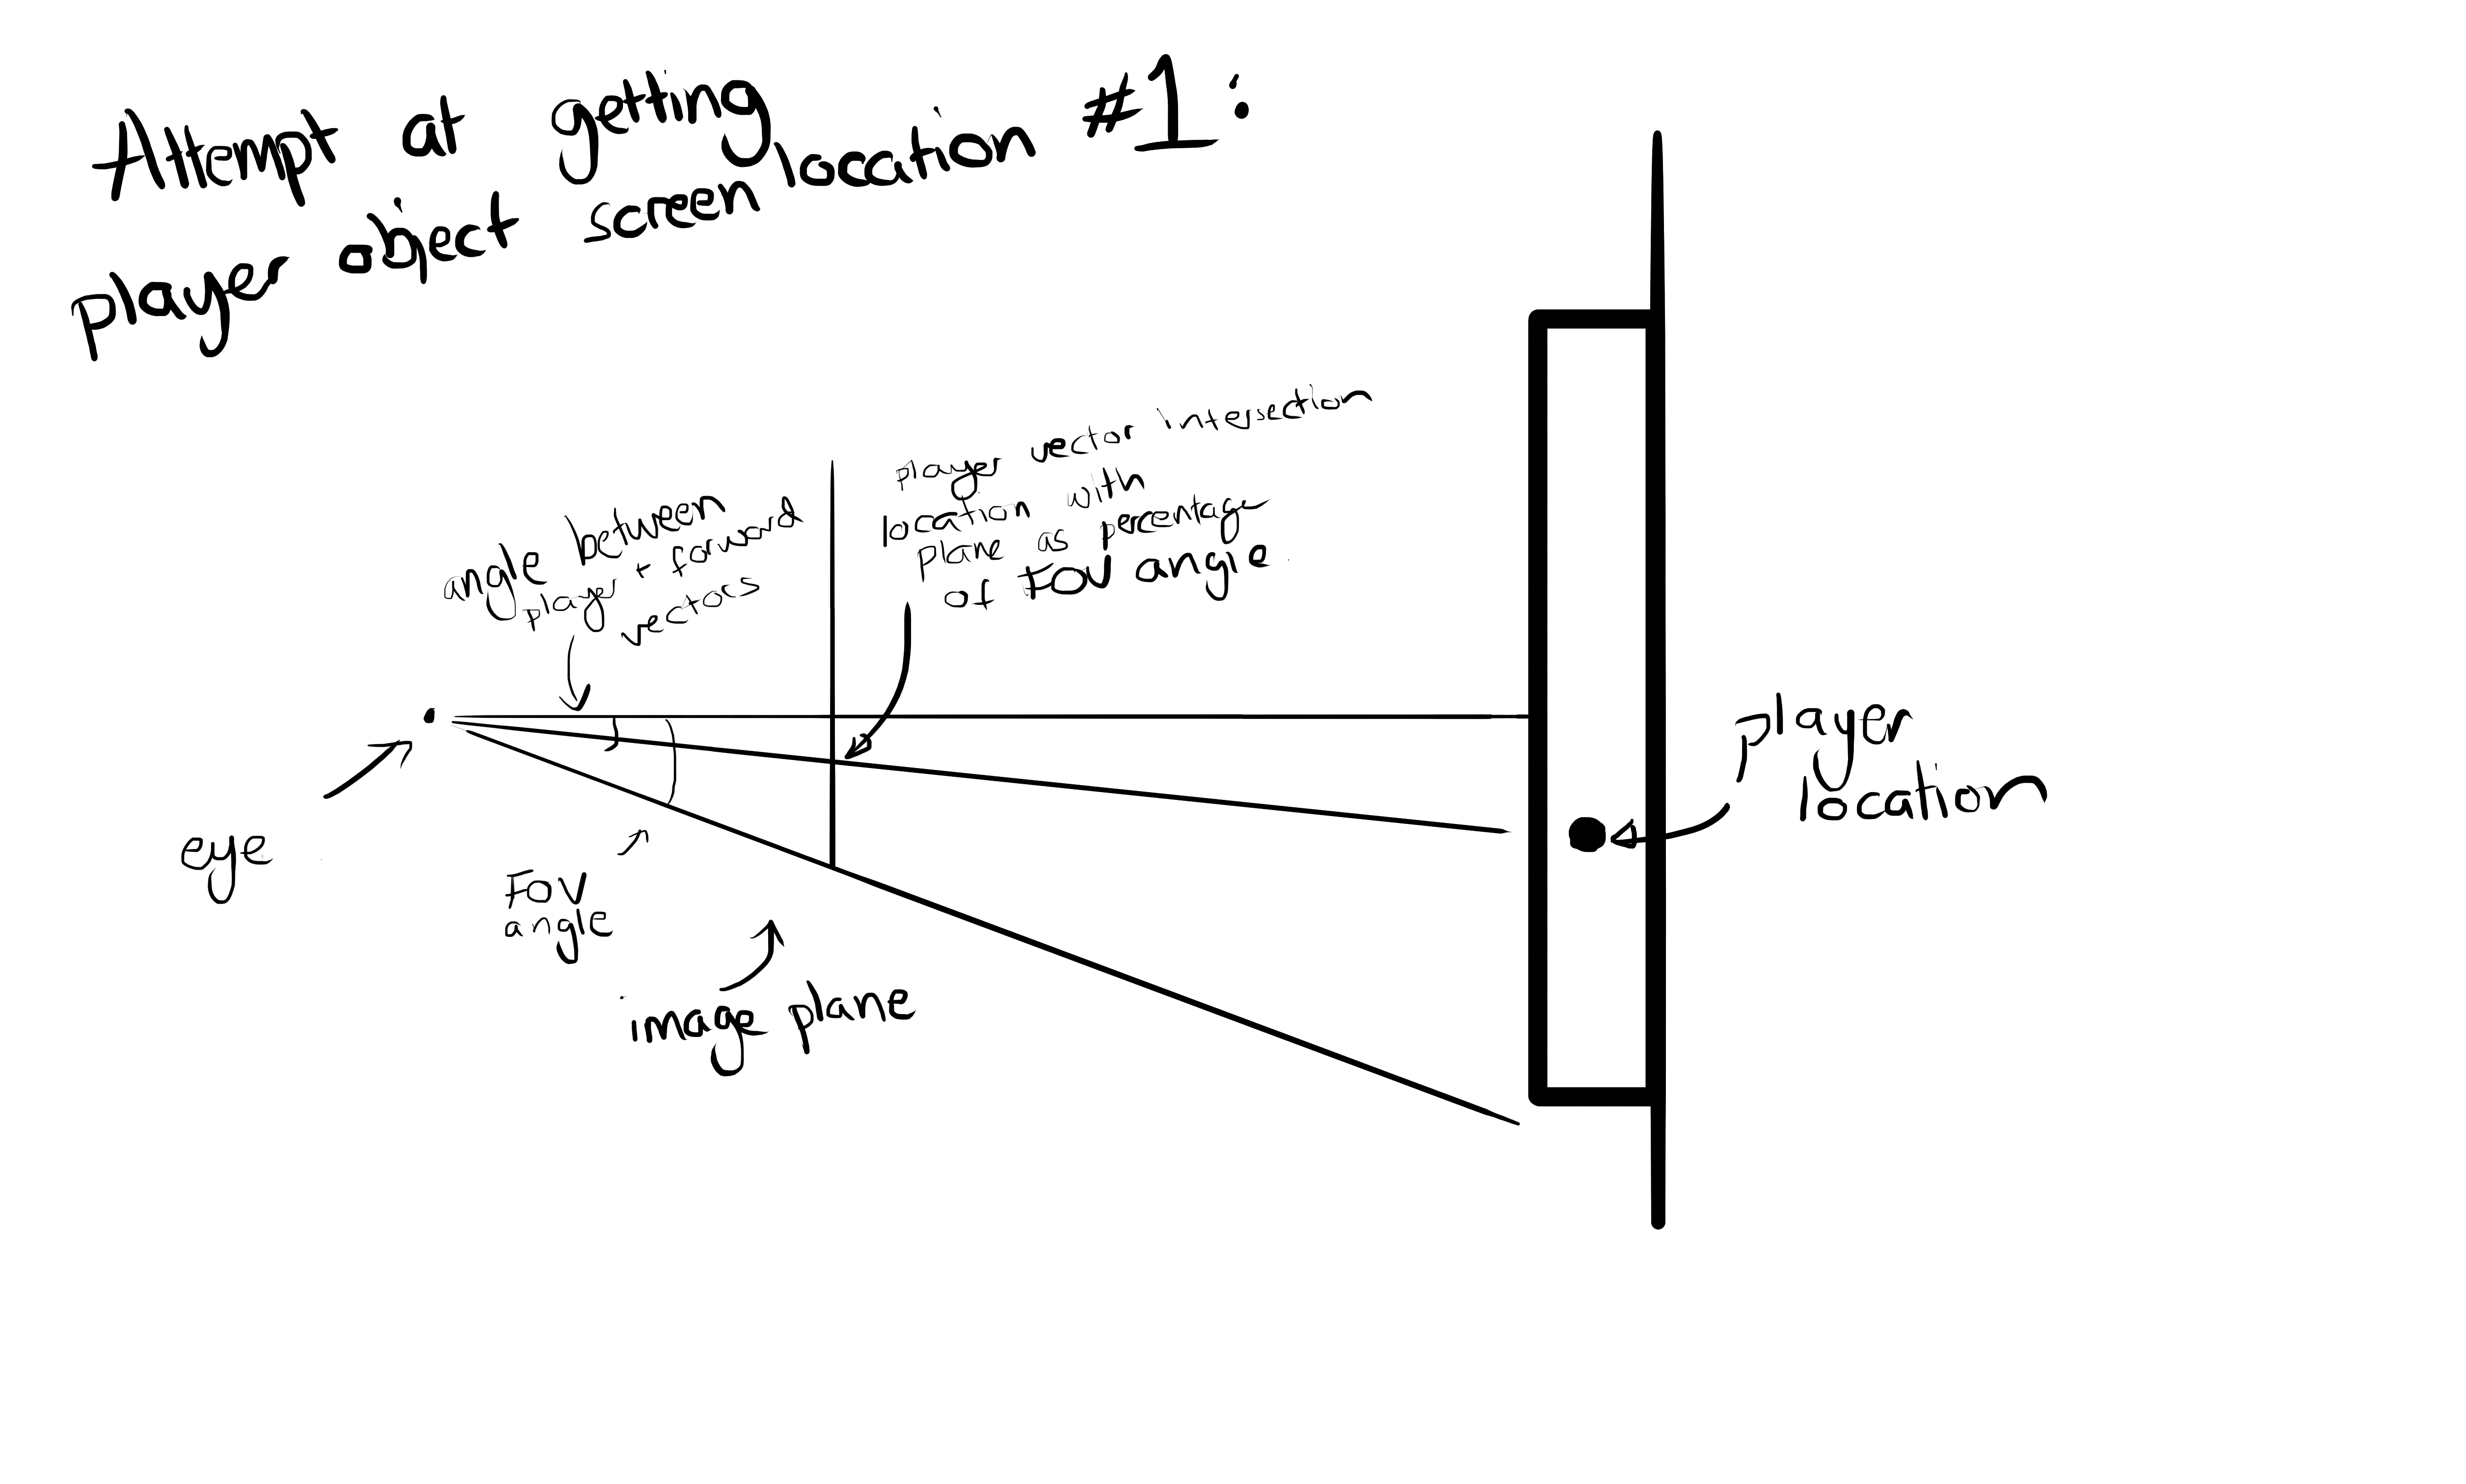 Attempt at getting
player object screen location #1:
player vector intersection
location with
plane as percentage
of FOV angle
angle between
player + forward
vectors
player
location
eye
FOV
angle
image plane